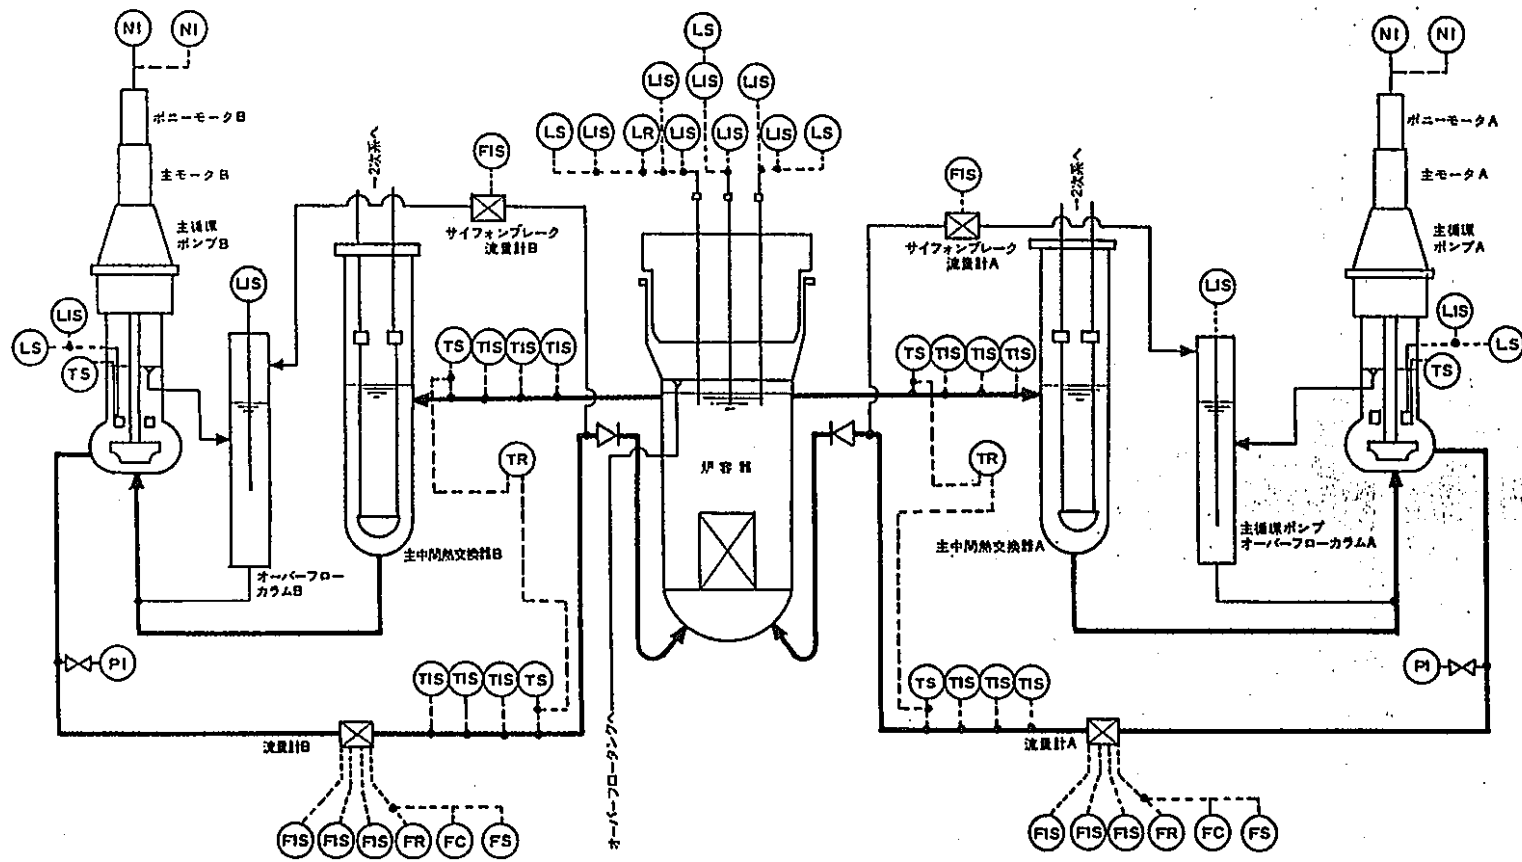 NI
NI
LS
NI
NI
LIS
LIS
LIS
ポニーモータB
ポニーモータA
LS
LIS
LR
LIS
LIS
LIS
LS
→2次系へ
FIS
FIS
→2次系へ
主モータB
主モータA
主循環
ポンプB
サイフォンブレーク
流量計B
サイフォンブレーク
流量計A
主循環
ポンプA
LIS
LIS
LIS
LIS
LS
TS
TS
TIS
TIS
TIS
TS
TIS
TIS
TIS
TS
LS
TR
炉容器
TR
主中間熱交換器B
主中間熱交換器A
主循環ポンプ
オーバーフローカラムA
オーバーフロー
カラムB
PI
PI
TIS
TIS
TIS
TS
TS
TIS
TIS
TIS
流量計B
流量計A
オーバーフロータンクへ
FIS
FIS
FIS
FR
FC
FS
FIS
FIS
FIS
FR
FC
FS